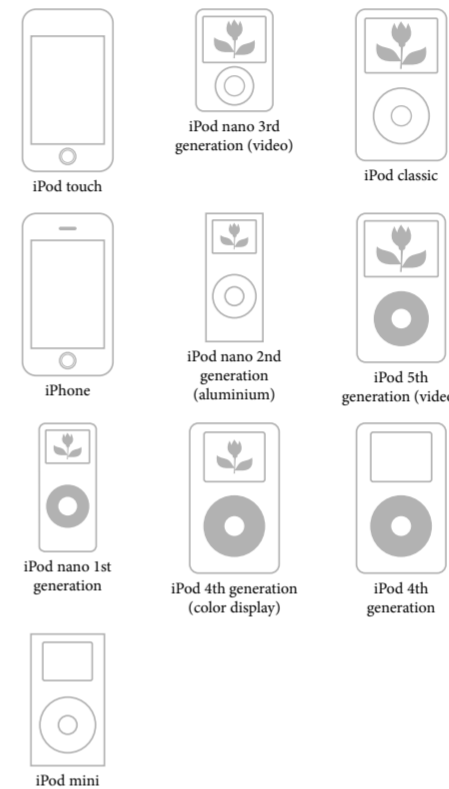 iPod touch
iPod nano 3rd
generation (video)
iPod classic
iPhone
iPod nano 2nd
generation
(aluminium)
iPod 5th
generation (vide
iPod nano 1st
generation
iPod 4th generation
(color display)
iPod 4th
generation
iPod mini